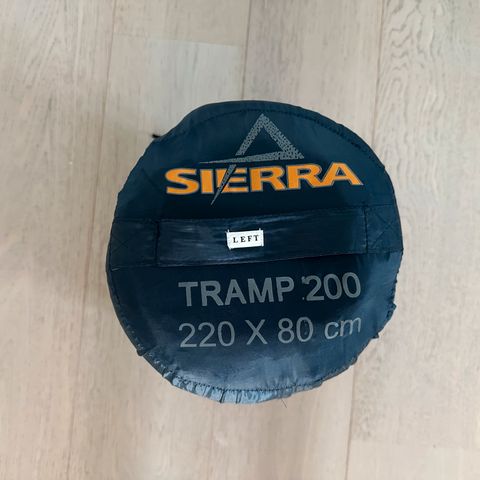 SIERRA
LEFT
TRAMP 200
220 X 80 cm